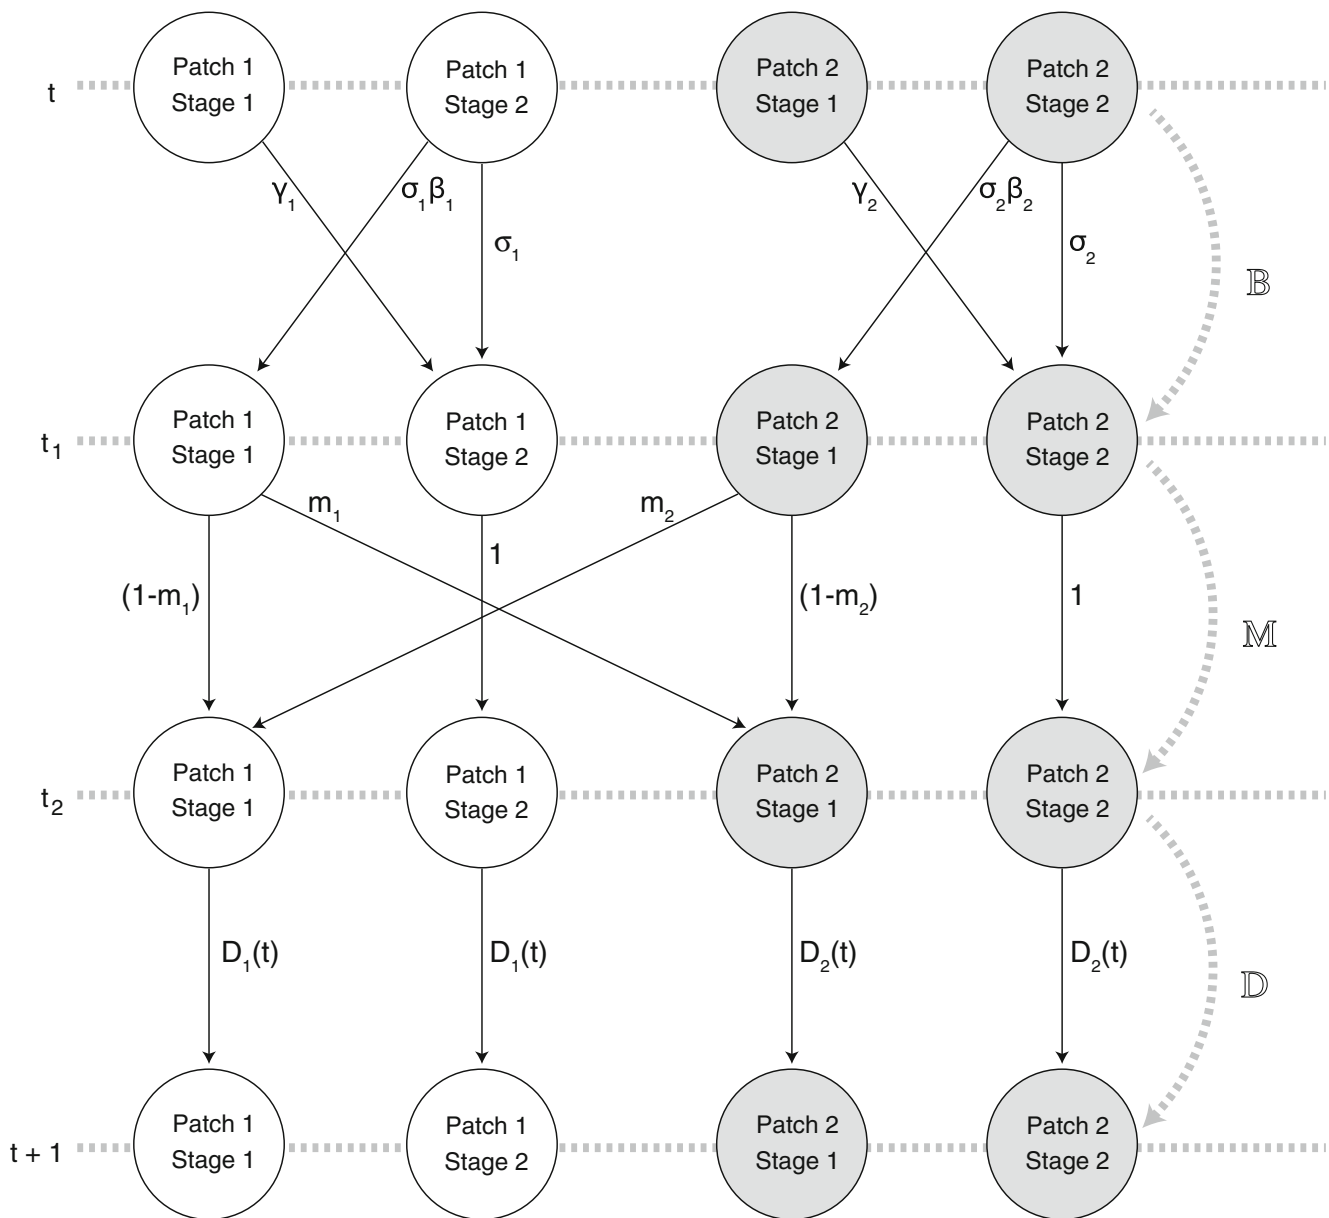 Patch 1
Stage 1
Patch 1
Stage 2
Patch 2
Stage 1
Patch 2
Stage 2
t
γ₁
σ₁β₁
σ₁
γ₂
σ₂β₂
σ₂
𝔹
Patch 1
Stage 1
Patch 1
Stage 2
Patch 2
Stage 1
Patch 2
Stage 2
t₁
m₁
m₂
1
(1-m₁)
(1-m₂)
1
𝕄
Patch 1
Stage 1
Patch 1
Stage 2
Patch 2
Stage 1
Patch 2
Stage 2
t₂
D₁(t)
D₁(t)
D₂(t)
D₂(t)
𝔻
Patch 1
Stage 1
Patch 1
Stage 2
Patch 2
Stage 1
Patch 2
Stage 2
t + 1